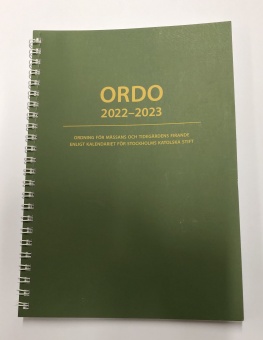 ORDO
2022–2023
ORDNING FÖR MÄSSANS OCH TIDEGÄRDENS FIRANDE
ENLIGT KALENDARIET FÖR STOCKHOLMS KATOLSKA STIFT